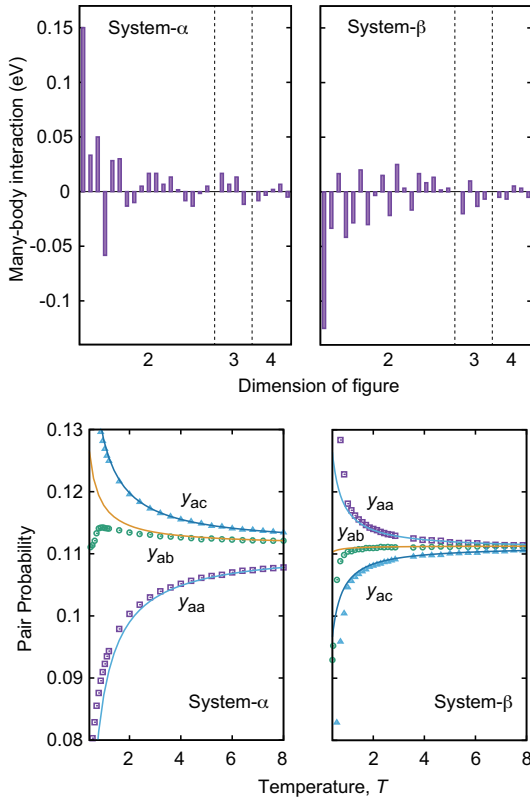 System-α
System-β
Many-body interaction (eV)
0.15
0.1
0.05
0
-0.05
-0.1
2 3 4 2 3 4
Dimension of figure
Pair Probability
0.13
0.12
0.11
0.1
0.09
0.08
y_ac
y_ab
y_aa
System-α
y_aa
y_ab
y_ac
System-β
2 4 6 8 2 4 6 8
Temperature, T